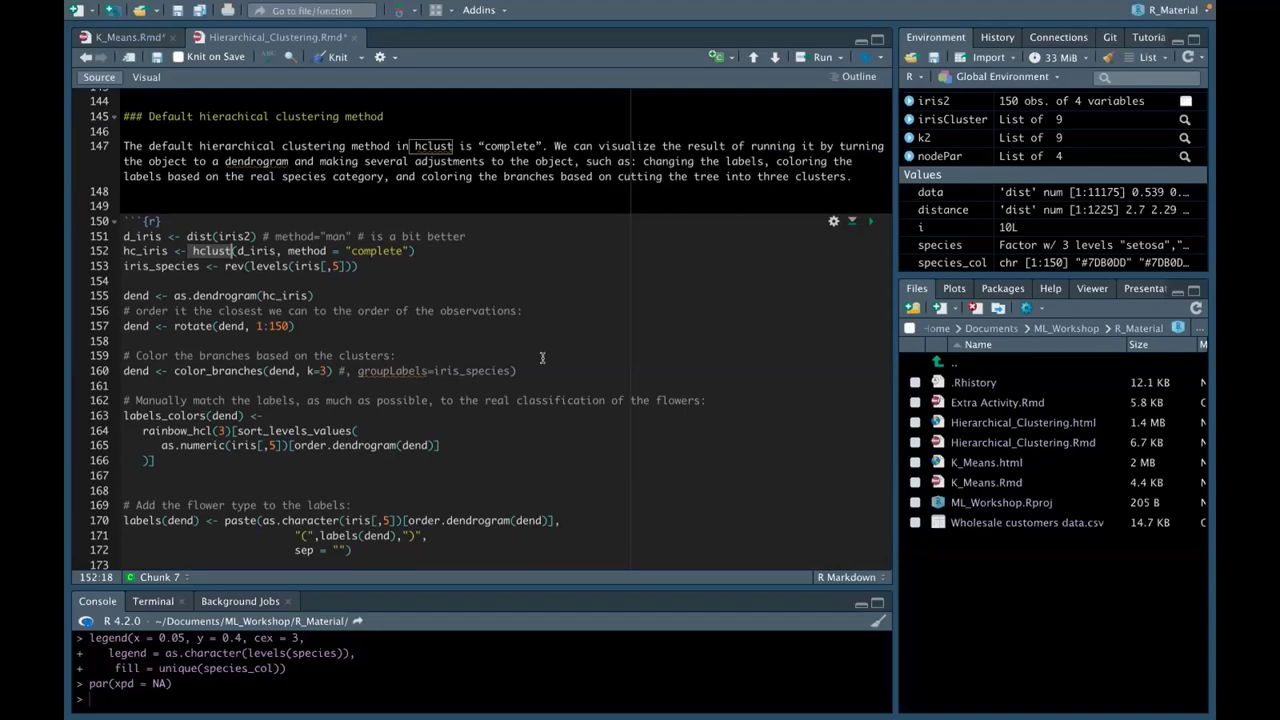 Go to file/function
Addins
R_Material
K_Means.Rmd*
Hierarchical_Clustering.Rmd*
Knit on Save
Knit
Run
Source
Visual
Outline
144
145 ### Default hierachical clustering method
146
147 The default hierarchical clustering method in hclust is “complete”. We can visualize the result of running it by turning
the object to a dendrogram and making several adjustments to the object, such as: changing the labels, coloring the
labels based on the real species category, and coloring the branches based on cutting the tree into three clusters.
148
149
150 ```{r}
151 d_iris <- dist(iris2) # method="man" # is a bit better
152 hc_iris <- hclust(d_iris, method = "complete")
153 iris_species <- rev(levels(iris[,5]))
154
155 dend <- as.dendrogram(hc_iris)
156 # order it the closest we can to the order of the observations:
157 dend <- rotate(dend, 1:150)
158
159 # Color the branches based on the clusters:
160 dend <- color_branches(dend, k=3) #, groupLabels=iris_species)
161
162 # Manually match the labels, as much as possible, to the real classification of the flowers:
163 labels_colors(dend) <-
164 rainbow_hcl(3)[sort_levels_values(
165 as.numeric(iris[,5])[order.dendrogram(dend)]
166 )]
167
168
169 # Add the flower type to the labels:
170 labels(dend) <- paste(as.character(iris[,5])[order.dendrogram(dend)],
171 "(",labels(dend),")",
172 sep = "")
173
152:18 Chunk 7 R Markdown
Console
Terminal
Background Jobs
R 4.2.0 · ~/Documents/ML_Workshop/R_Material/
> legend(x = 0.05, y = 0.4, cex = 3,
+ legend = as.character(levels(species)),
+ fill = unique(species_col))
> par(xpd = NA)
>
Environment
History
Connections
Git
Tutoria
Import
33 MiB
List
R
Global Environment
iris2 150 obs. of 4 variables
irisCluster List of 9
k2 List of 9
nodePar List of 4
Values
data 'dist' num [1:11175] 0.539 0...
distance 'dist' num [1:1225] 2.7 2.29 ...
i 10L
species Factor w/ 3 levels "setosa","...
species_col chr [1:150] "#7DB0DD" "#7DB0D...
Files
Plots
Packages
Help
Viewer
Presenta
Home
Documents
ML_Workshop
R_Material
...
Name
Size
M
..
.Rhistory 12.1 KB N
Extra Activity.Rmd 5.8 KB N
Hierarchical_Clustering.html 1.4 MB N
Hierarchical_Clustering.Rmd 6.7 KB N
K_Means.html 2 MB N
K_Means.Rmd 4.4 KB N
ML_Workshop.Rproj 205 B N
Wholesale customers data.csv 14.7 KB N